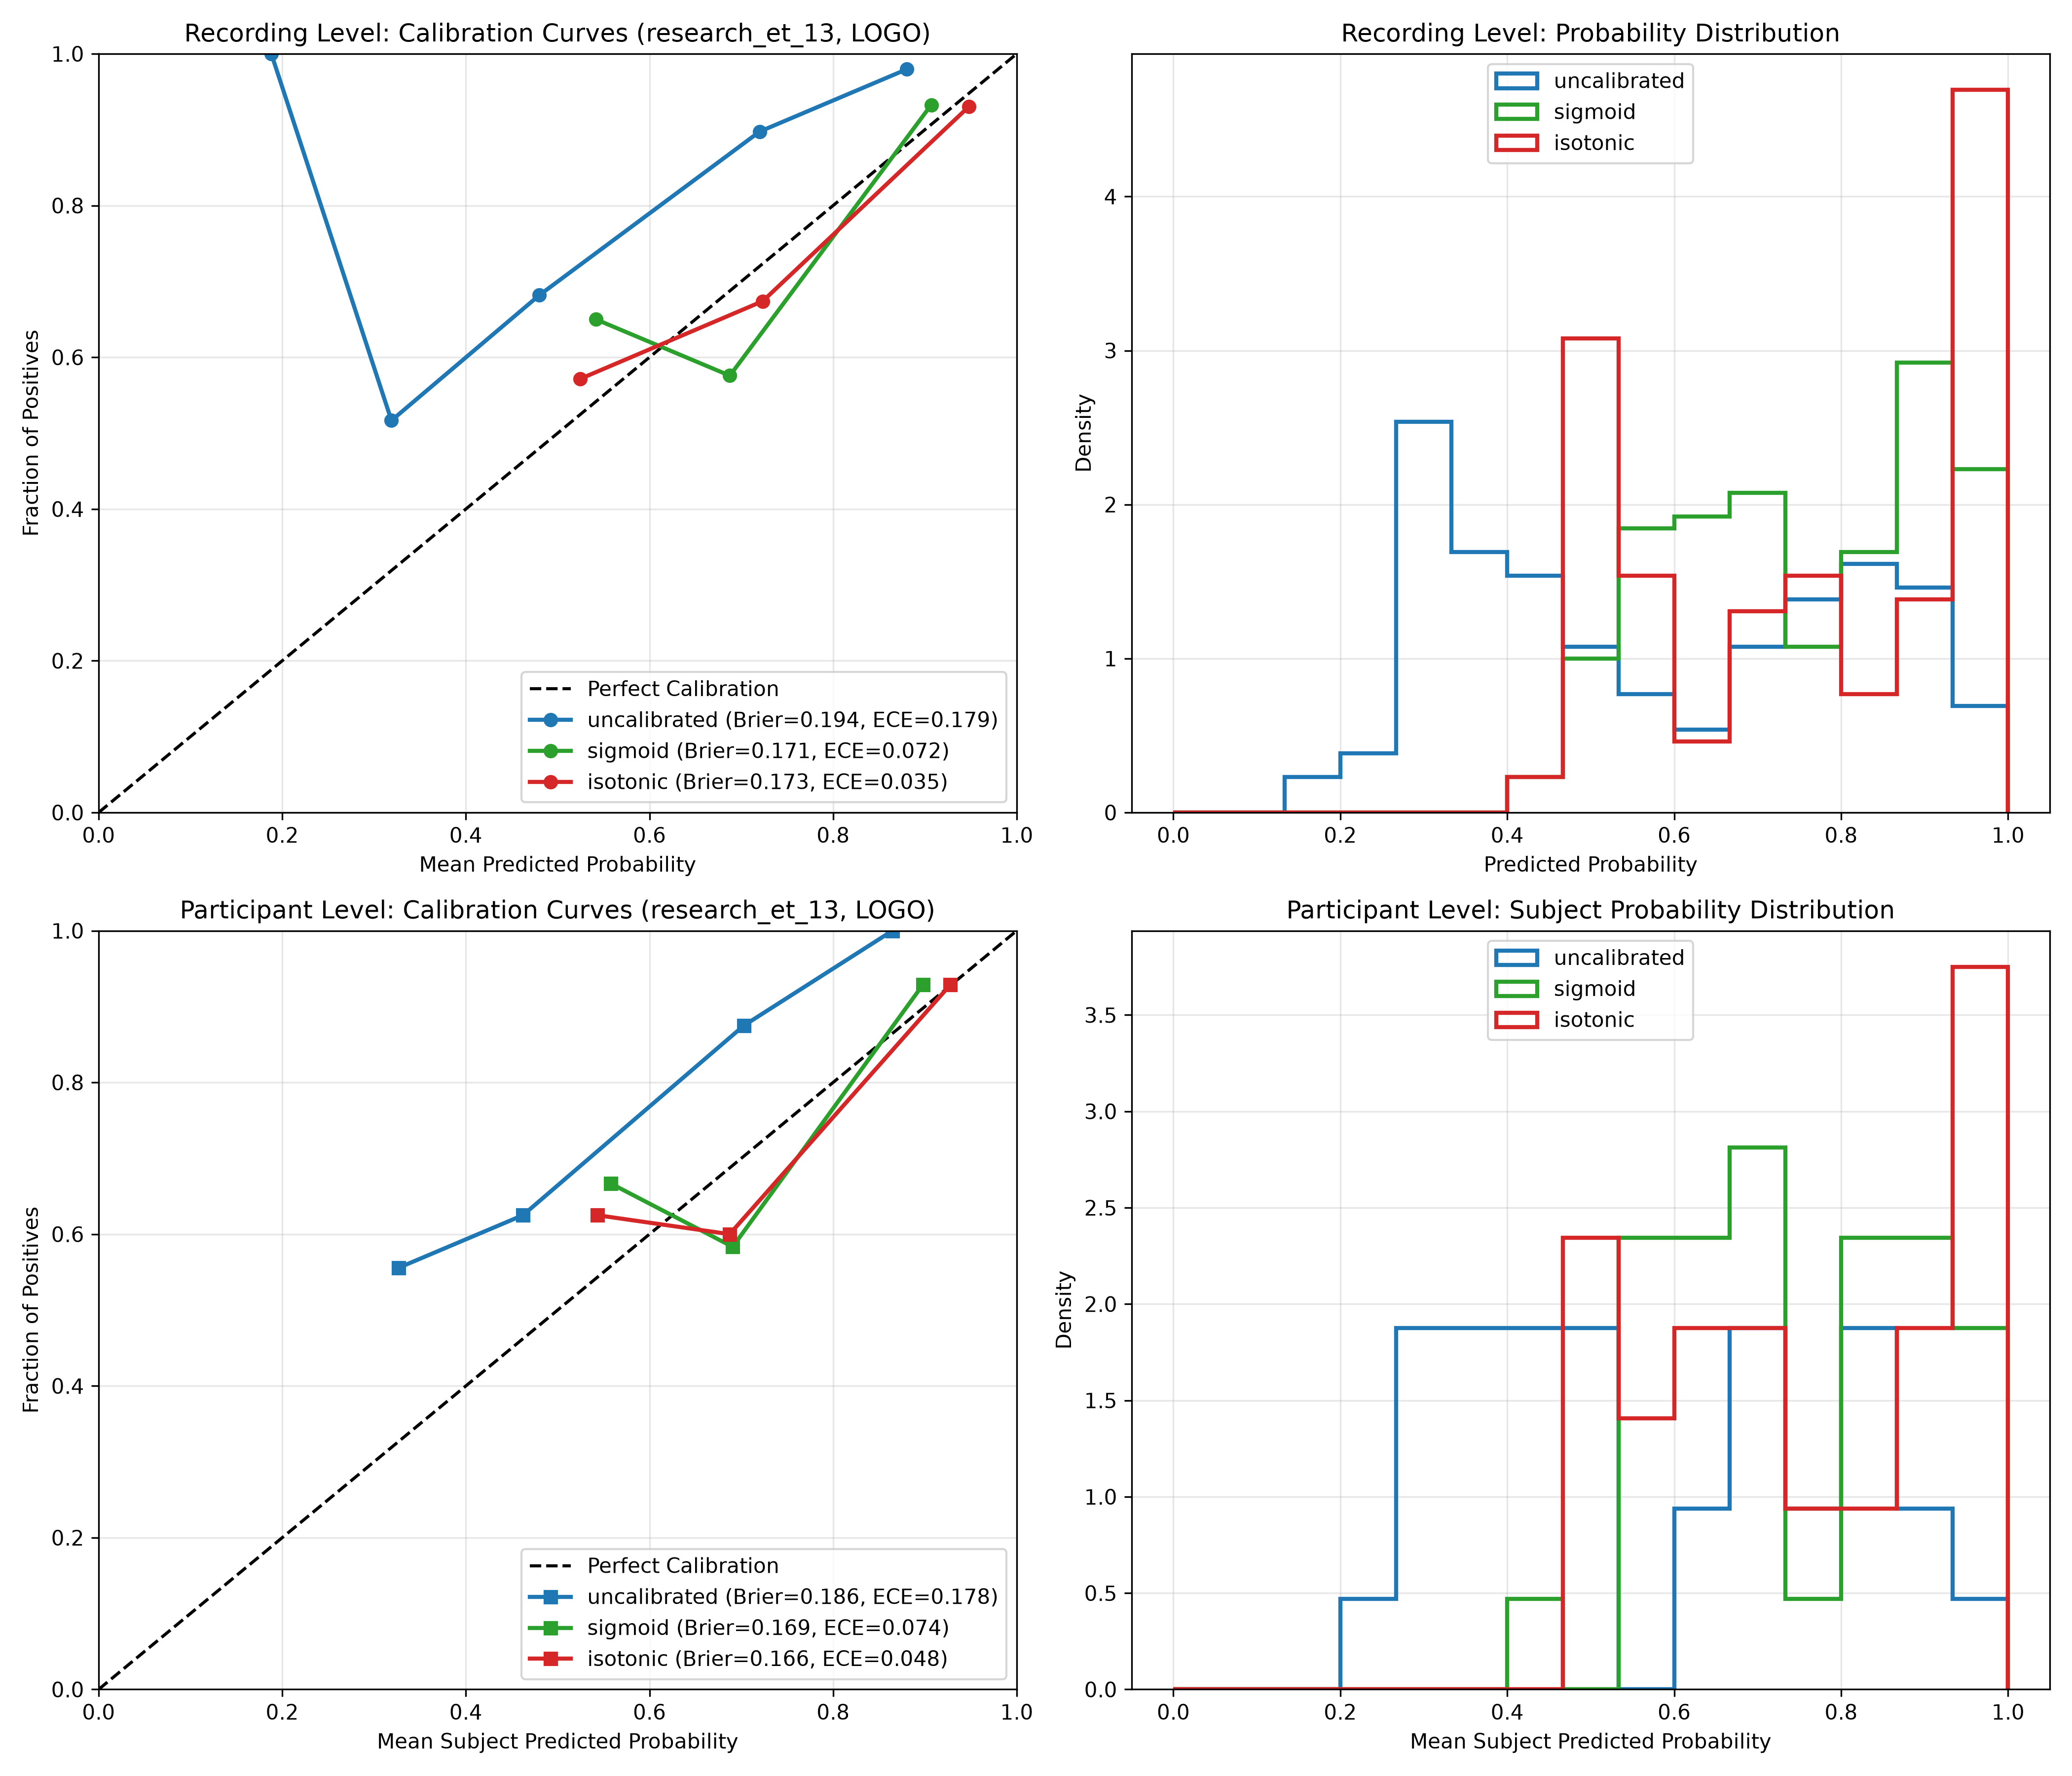 Recording Level: Calibration Curves (research_et_13, LOGO)
1.0
0.8
0.6
0.4
0.2
0.0
Fraction of Positives
Perfect Calibration
uncalibrated (Brier=0.194, ECE=0.179)
sigmoid (Brier=0.171, ECE=0.072)
isotonic (Brier=0.173, ECE=0.035)
0.0 0.2 0.4 0.6 0.8 1.0
Mean Predicted Probability
Recording Level: Probability Distribution
uncalibrated
sigmoid
isotonic
4
3
2
1
0
Density
0.0 0.2 0.4 0.6 0.8 1.0
Predicted Probability
Participant Level: Calibration Curves (research_et_13, LOGO)
1.0
0.8
0.6
0.4
0.2
0.0
Fraction of Positives
Perfect Calibration
uncalibrated (Brier=0.186, ECE=0.178)
sigmoid (Brier=0.169, ECE=0.074)
isotonic (Brier=0.166, ECE=0.048)
0.0 0.2 0.4 0.6 0.8 1.0
Mean Subject Predicted Probability
Participant Level: Subject Probability Distribution
uncalibrated
sigmoid
isotonic
3.5
3.0
2.5
2.0
1.5
1.0
0.5
0.0
Density
0.0 0.2 0.4 0.6 0.8 1.0
Mean Subject Predicted Probability